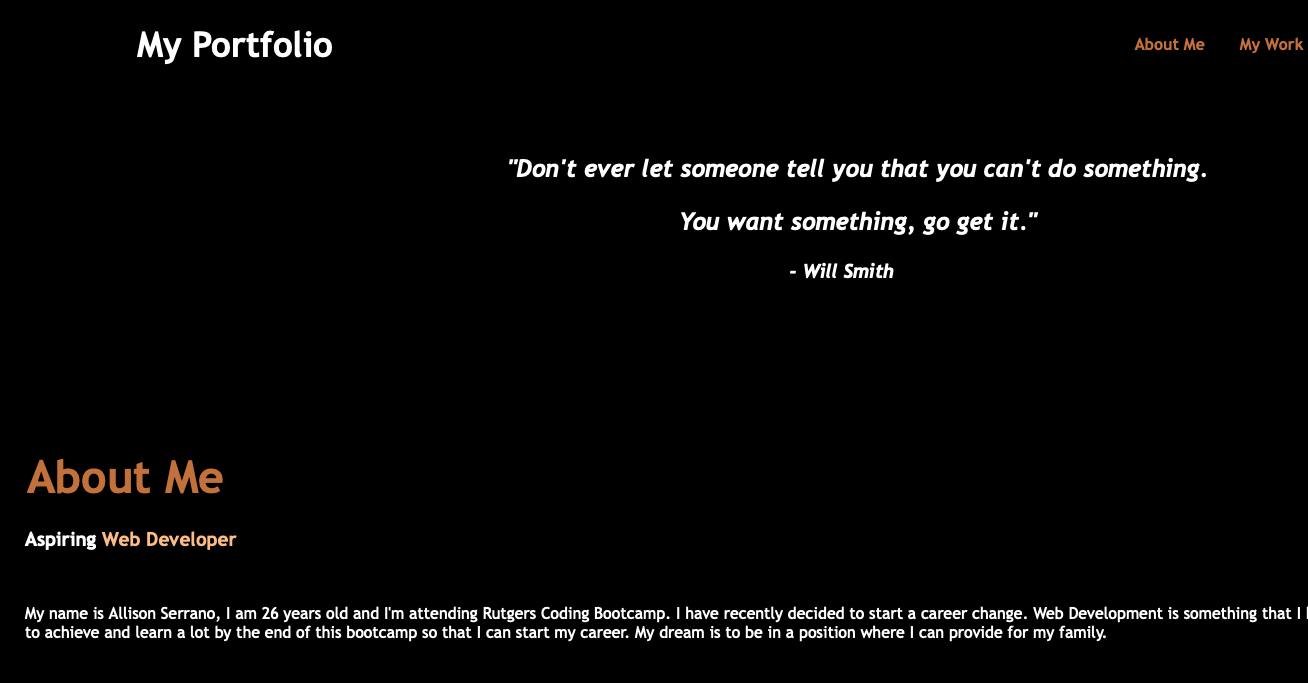 My Portfolio
About Me
My Work
"Don't ever let someone tell you that you can't do something.
You want something, go get it."
- Will Smith
About Me
Aspiring Web Developer
My name is Allison Serrano, I am 26 years old and I'm attending Rutgers Coding Bootcamp. I have recently decided to start a career change. Web Development is something that I
to achieve and learn a lot by the end of this bootcamp so that I can start my career. My dream is to be in a position where I can provide for my family.